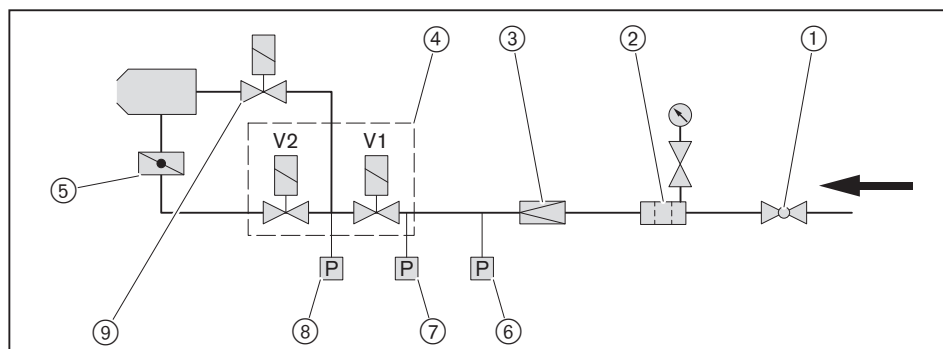 ④ ③ ② ①
V2 V1
⑤
P P P
⑨ ⑧ ⑦ ⑥